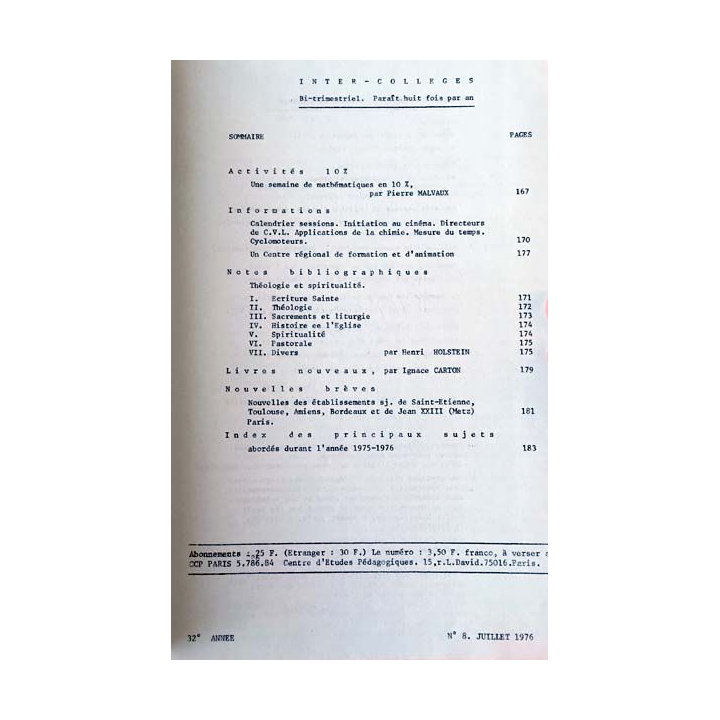 INTER-COLLEGES
Bi-trimestriel. Paraît huit fois par an
SOMMAIRE PAGES
Activités 10%
Une semaine de mathématiques en 10 %,
par Pierre MALVAUX 167
Informations
Calendrier sessions. Initiation au cinéma. Directeurs
de C.V.L. Applications de la chimie. Mesure du temps.
Cyclomoteurs. 170
Un Centre régional de formation et d'animation 177
Notes bibliographiques
Théologie et spiritualité.
I. Ecriture Sainte 171
II. Théologie 172
III. Sacrements et liturgie 173
IV. Histoire de l'Eglise 174
V. Spiritualité 174
VI. Pastorale 175
VII. Divers par Henri HOLSTEIN 175
Livres nouveaux, par Ignace CARTON 179
Nouvelles brèves
Nouvelles des établissements sj. de Saint-Etienne,
Toulouse, Amiens, Bordeaux et de Jean XXIII (Metz) 181
Paris.
Index des principaux sujets
abordés durant l'année 1975-1976 183
Abonnements : 25 F. (Etranger : 30 F.) Le numéro : 3,50 F. franco, à verser
CCP PARIS 5.786.84 Centre d'Etudes Pédagogiques. 15,r.L.David.75016.Paris.
32° ANNEE N° 8. JUILLET 1976